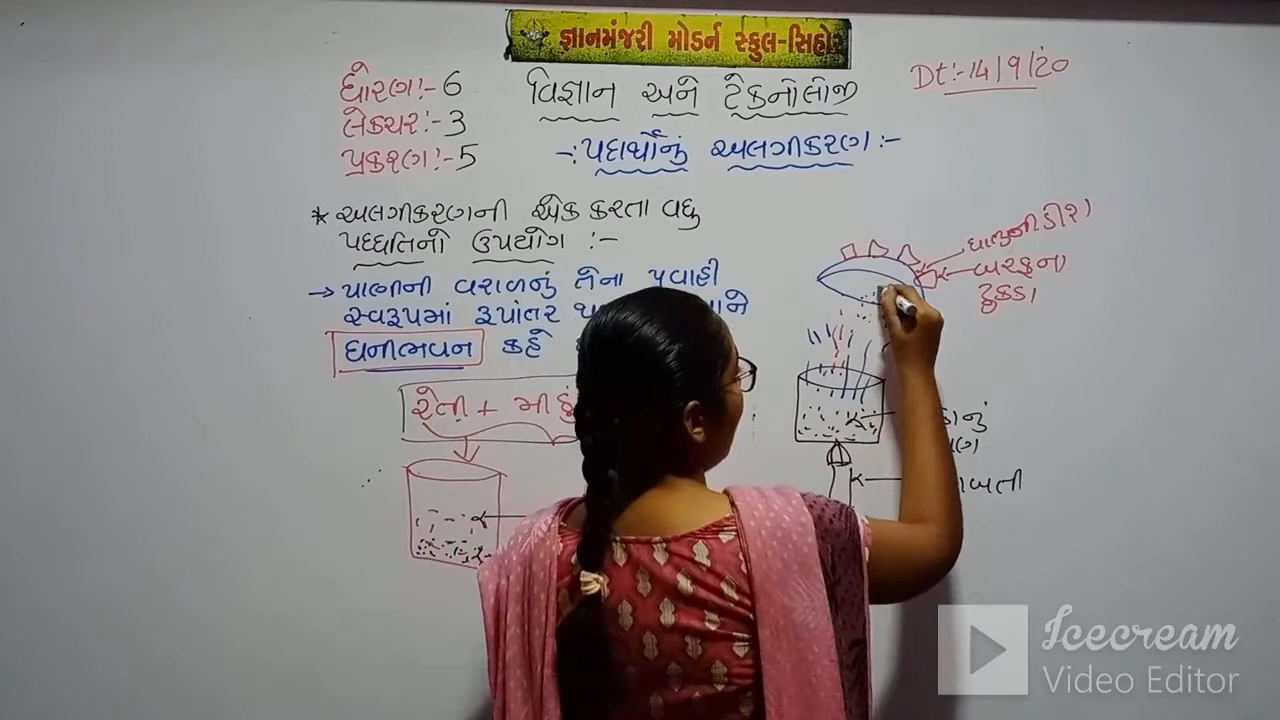 જ્ઞાનમંજરી મોડર્ન સ્કુલ-સિહોર
ધોરણ:- 6
લેક્ચર:- 3
પ્રકરણ:- 5
વિજ્ઞાન અને ટેકનોલોજી
-: પદાર્થોનું અલગીકરણ :-
Dt:-14/9/'20
* અલગીકરણની એક કરતા વધુ
પધ્ધતિનો ઉપયોગ :-
→ પાણીની વરાળનું તેના પ્રવાહી
સ્વરૂપમાં રૂપાંતર
ઘનીભવન કહે
રેતી +
ધાતુની ડીશ
બરફના
ટુકડા
Icecream
Video Editor